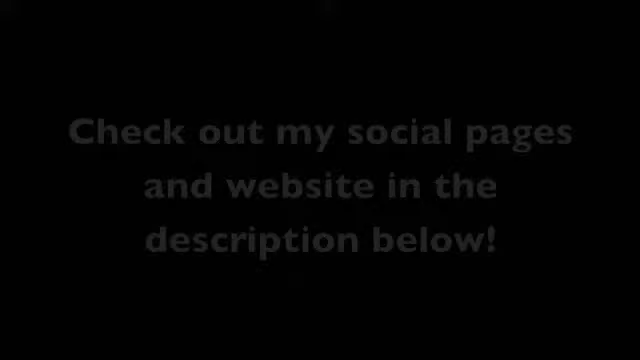 Check out my social pages
and website in the
description below!